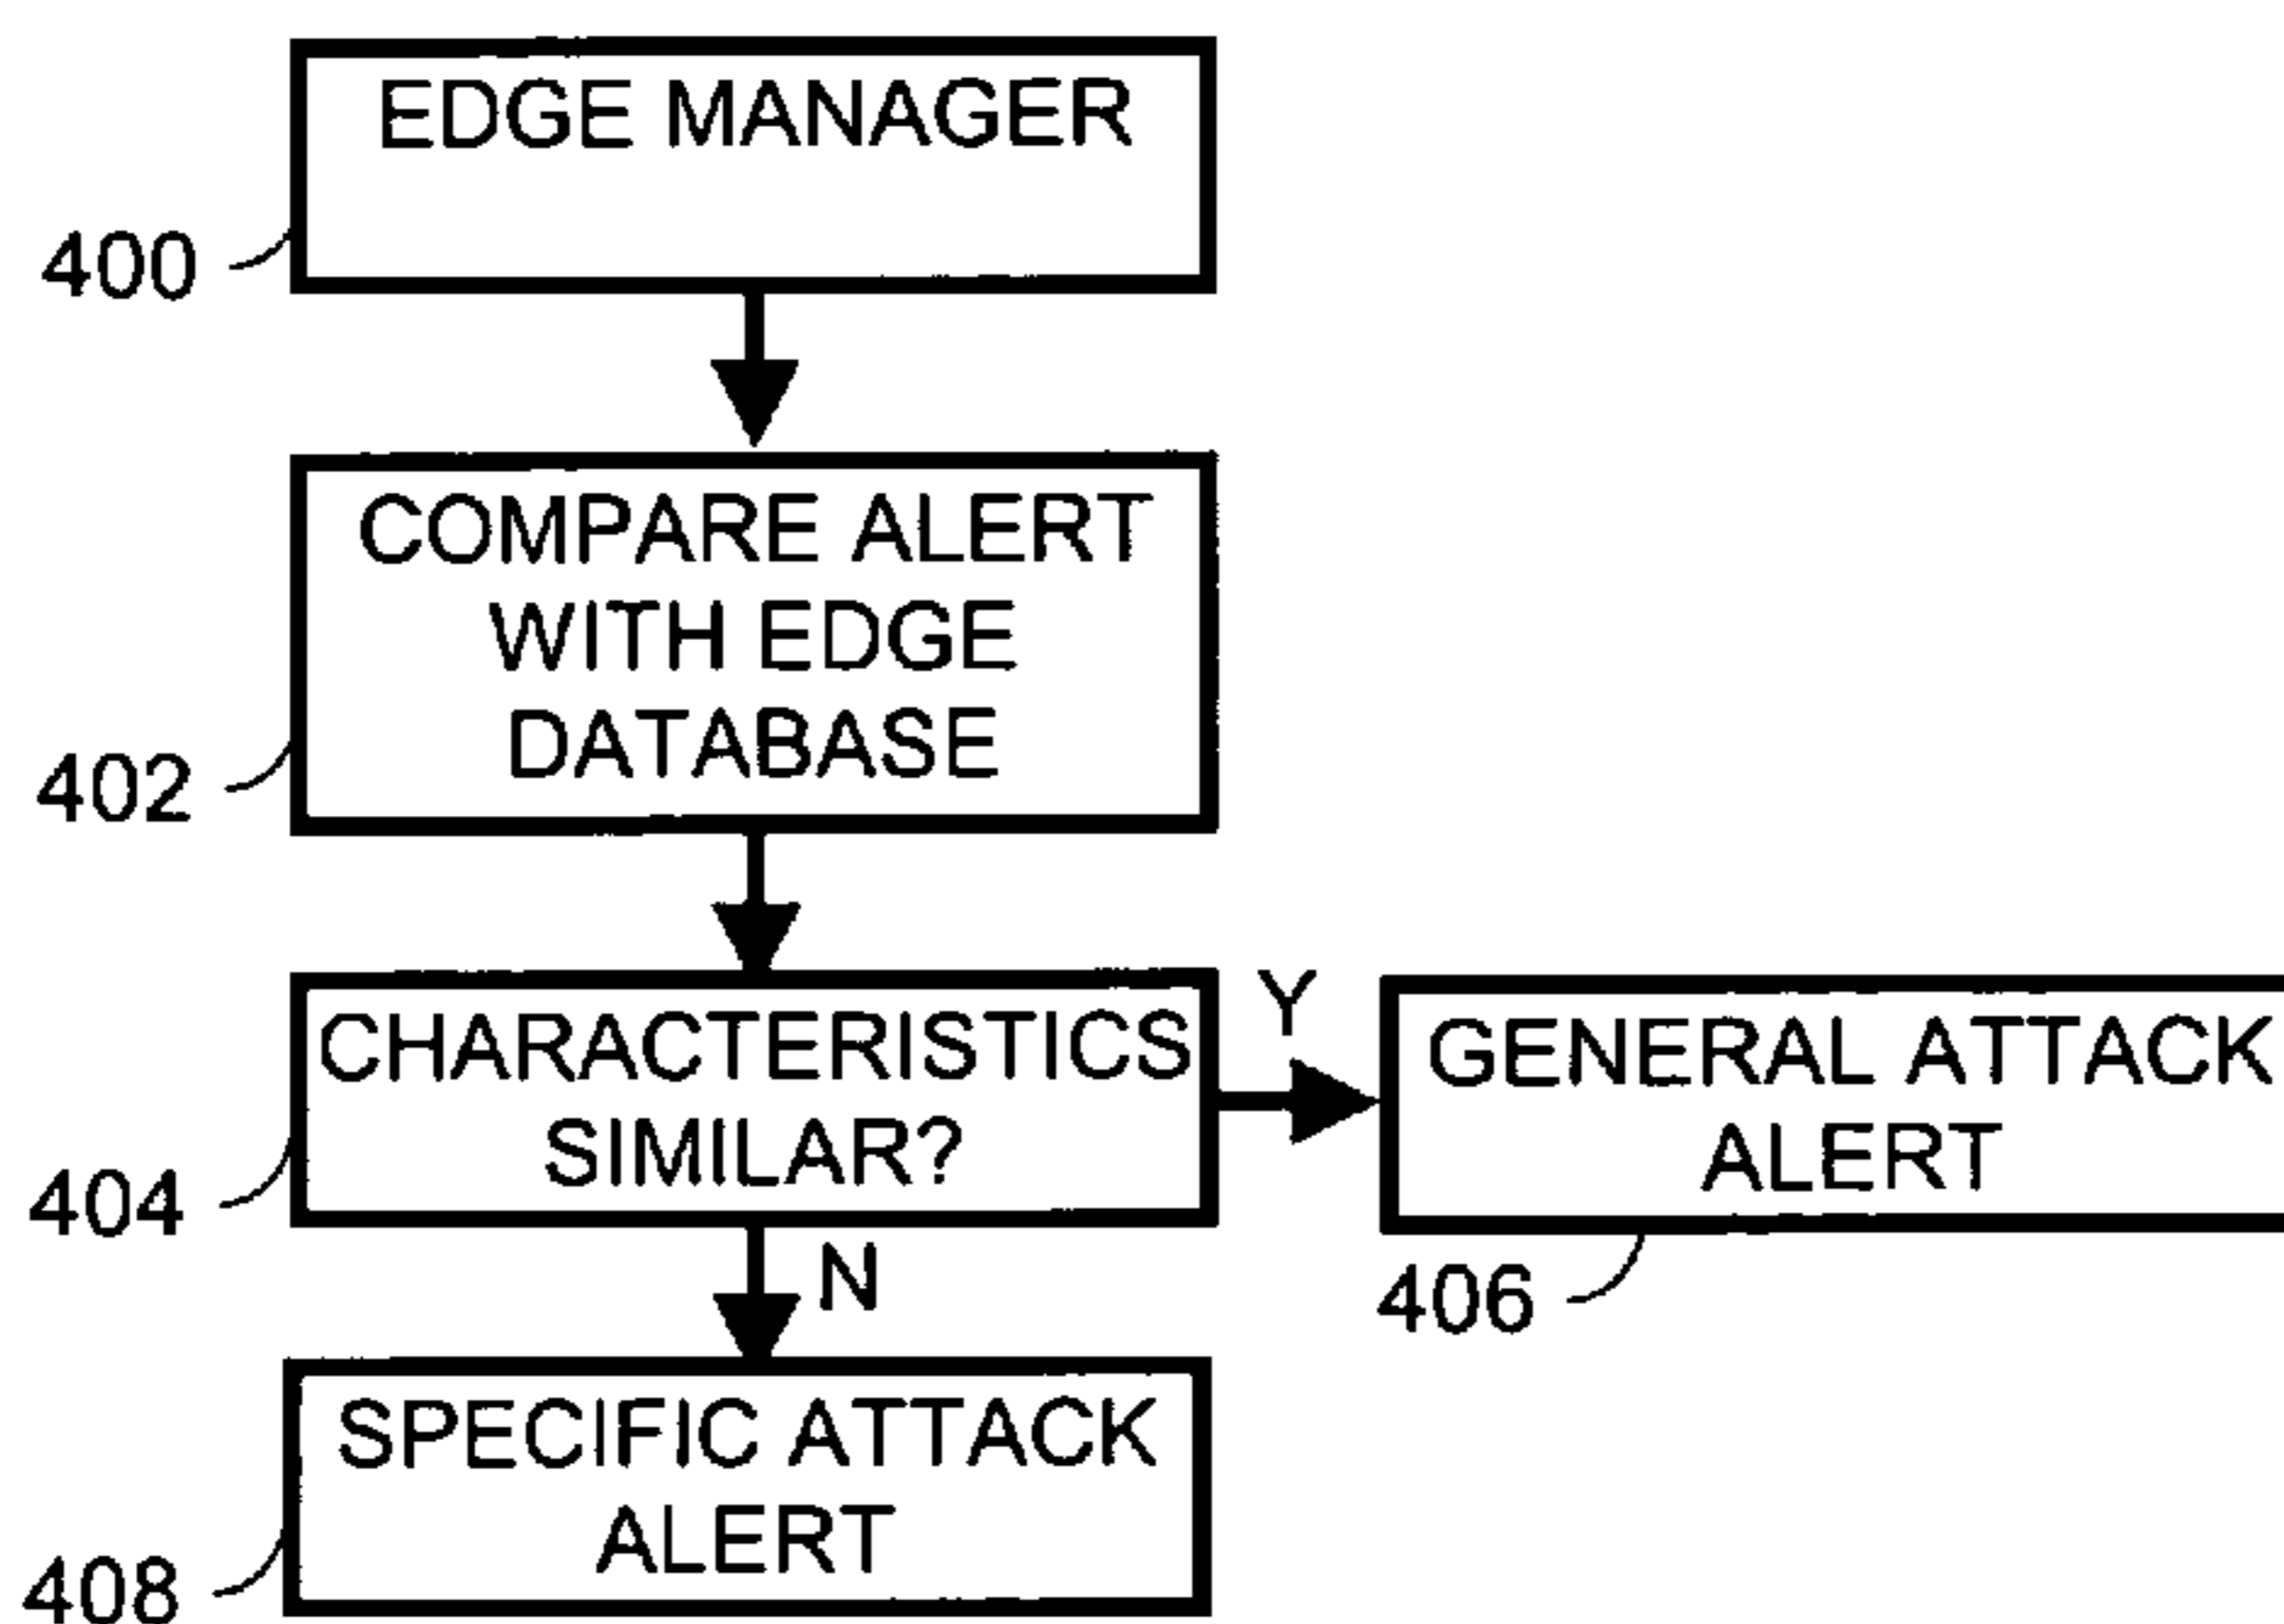 EDGE MANAGER
400
COMPARE ALERT
WITH EDGE
DATABASE
402
CHARACTERISTICS
SIMILAR?
404
Y
GENERAL ATTACK
ALERT
406
N
SPECIFIC ATTACK
ALERT
408